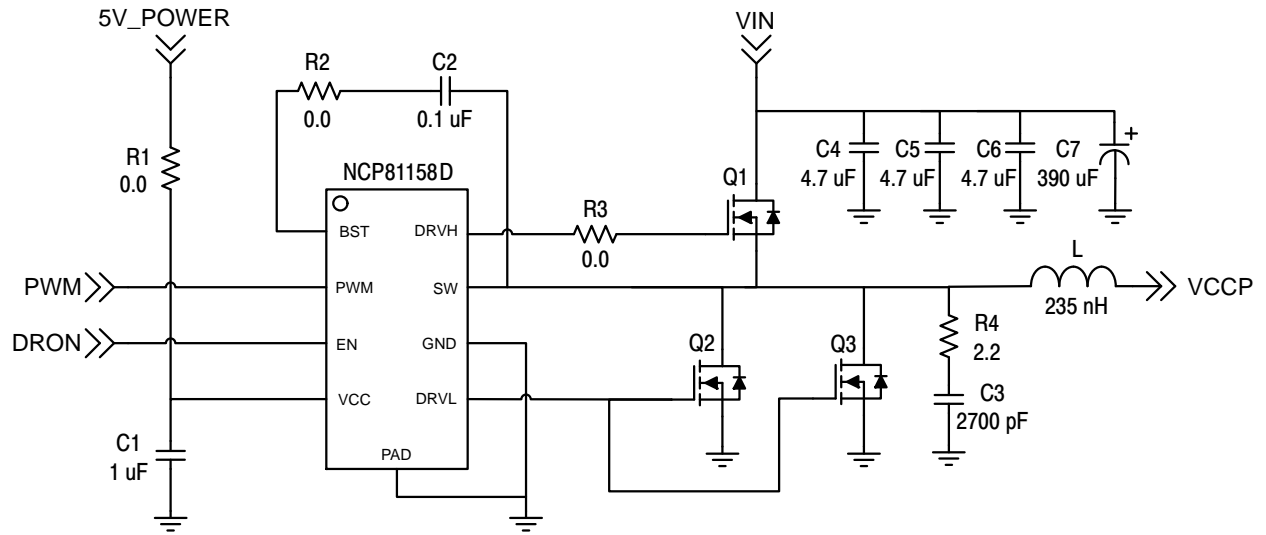 5V_POWER
VIN
R2
C2
0.0
0.1 uF
R1
0.0
NCP81158D
BST
DRVH
PWM
SW
EN
GND
VCC
DRVL
PAD
R3
0.0
Q1
C4
4.7 uF
C5
4.7 uF
C6
4.7 uF
C7
390 uF
+
PWM
DRON
L
235 nH
VCCP
Q2
Q3
R4
2.2
C3
2700 pF
C1
1 uF